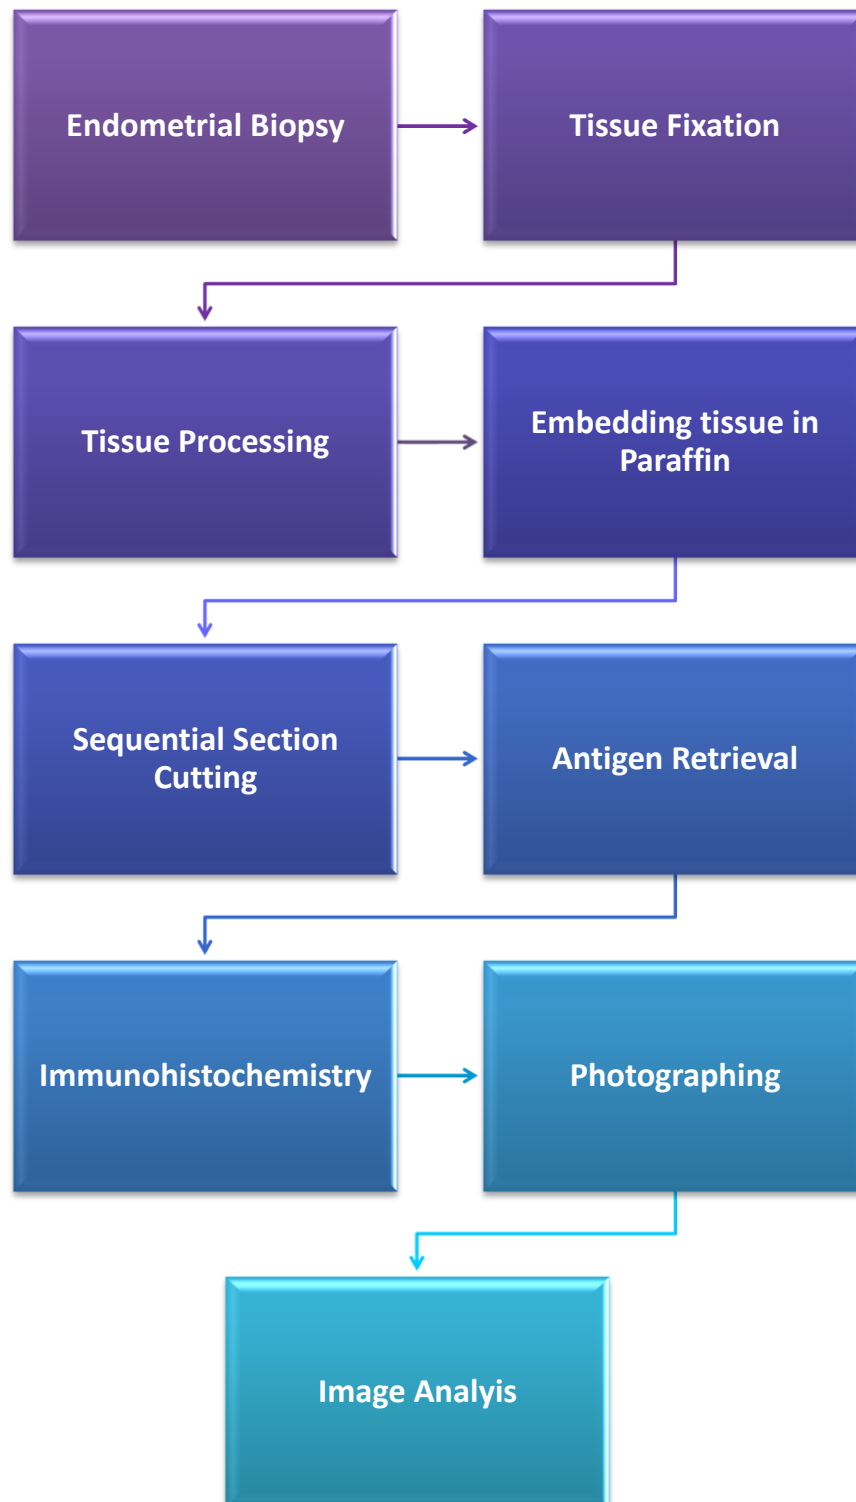 Endometrial Biopsy
Tissue Fixation
Tissue Processing
Embedding tissue in
Paraffin
Sequential Section
Cutting
Antigen Retrieval
Immunohistochemistry
Photographing
Image Analyis